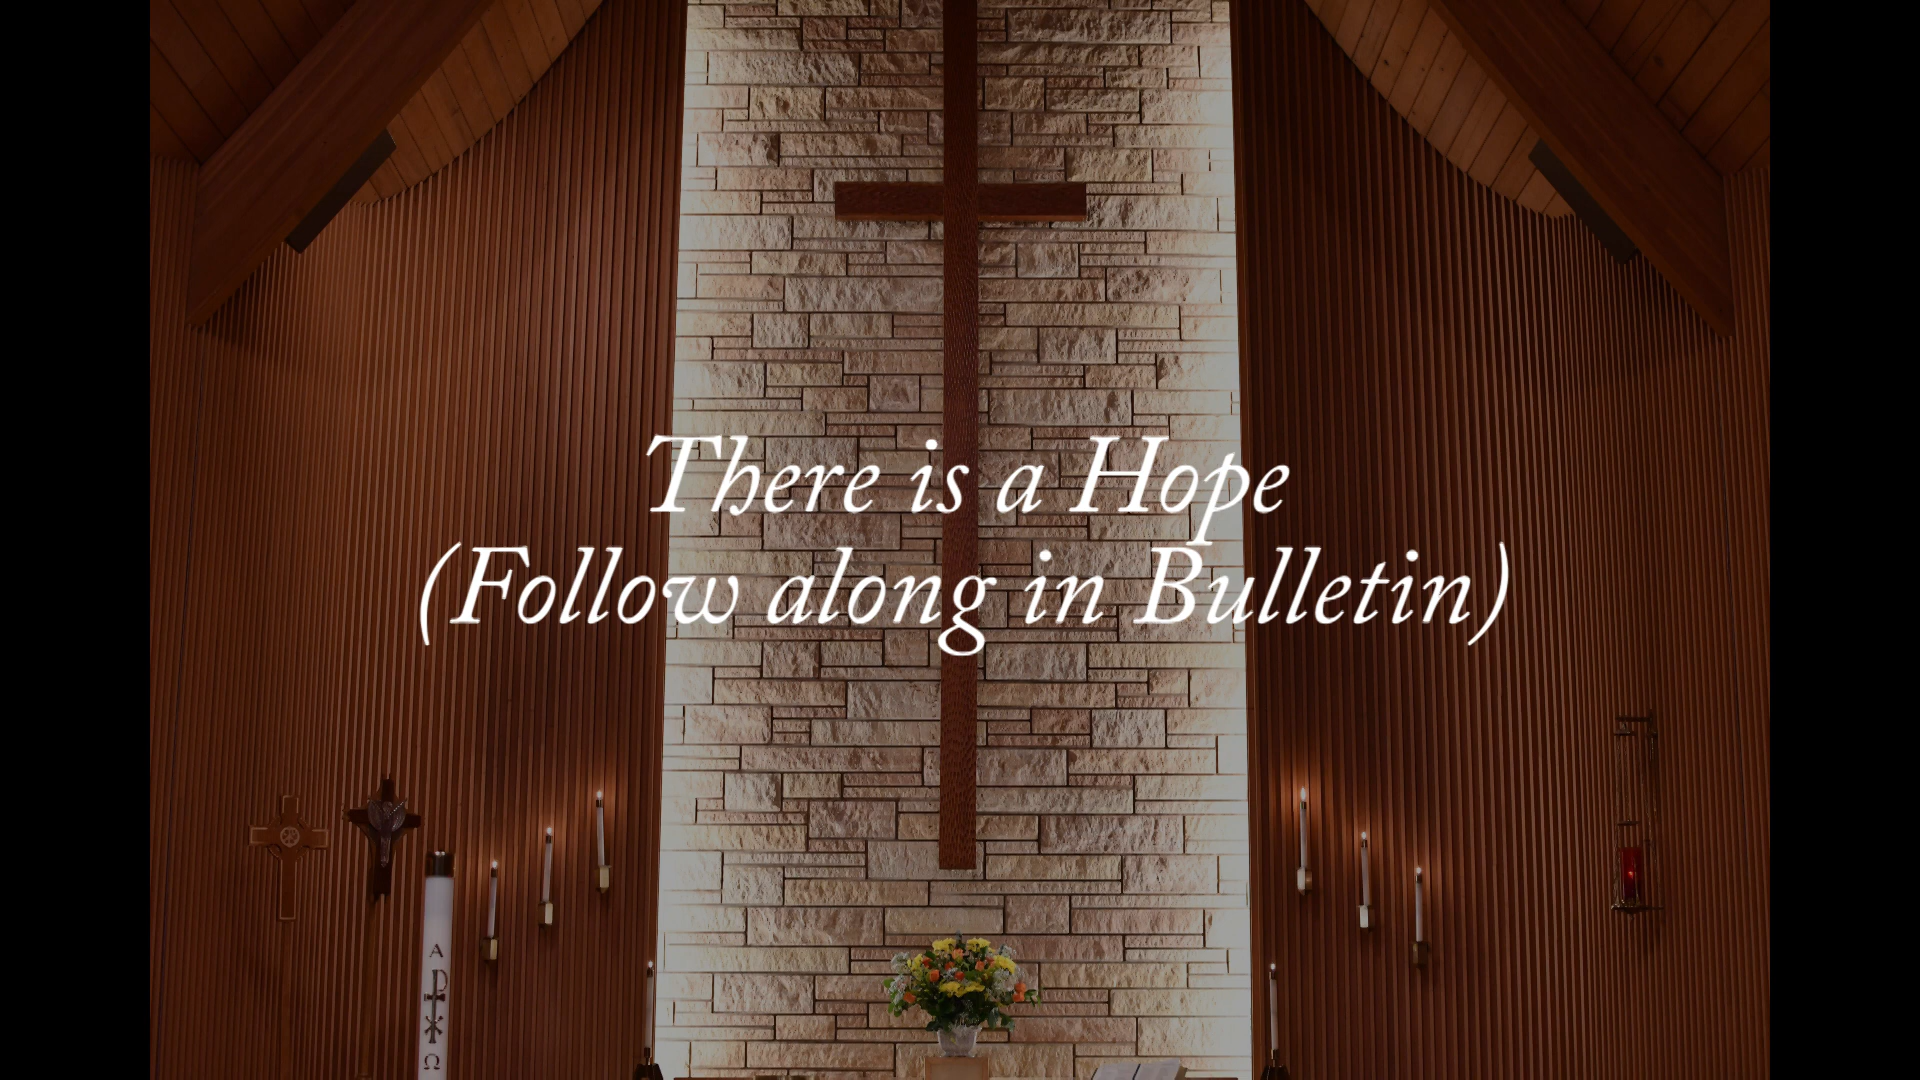 There is a Hope
(Follow along in Bulletin)
Α
Ω